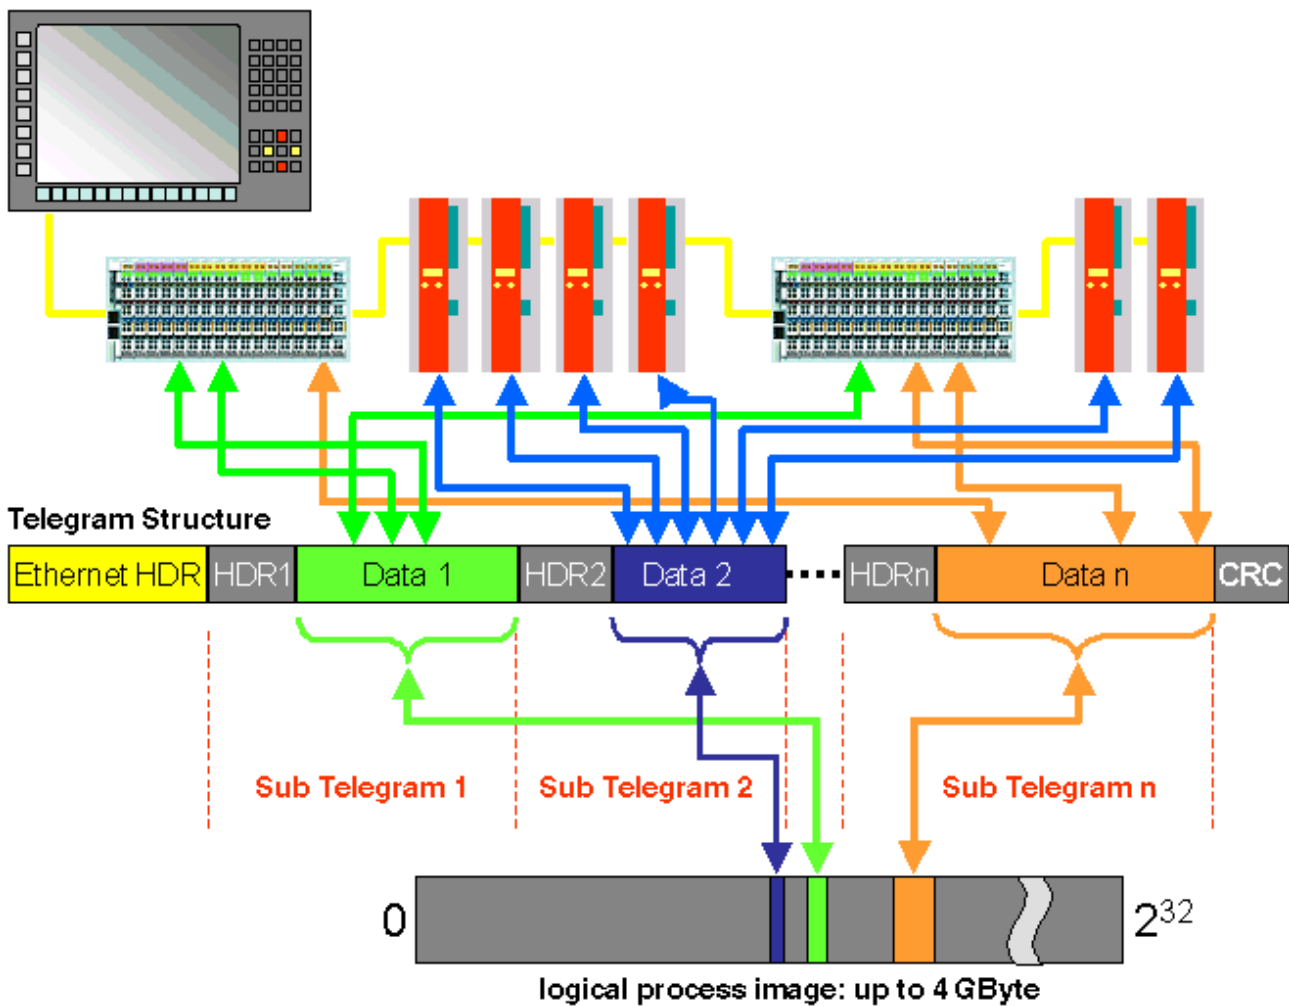 Telegram Structure
Ethernet HDR HDR1 Data 1 HDR2 Data 2 HDRn Data n CRC
Sub Telegram 1 Sub Telegram 2 Sub Telegram n
0 2³²
logical process image: up to 4 GByte